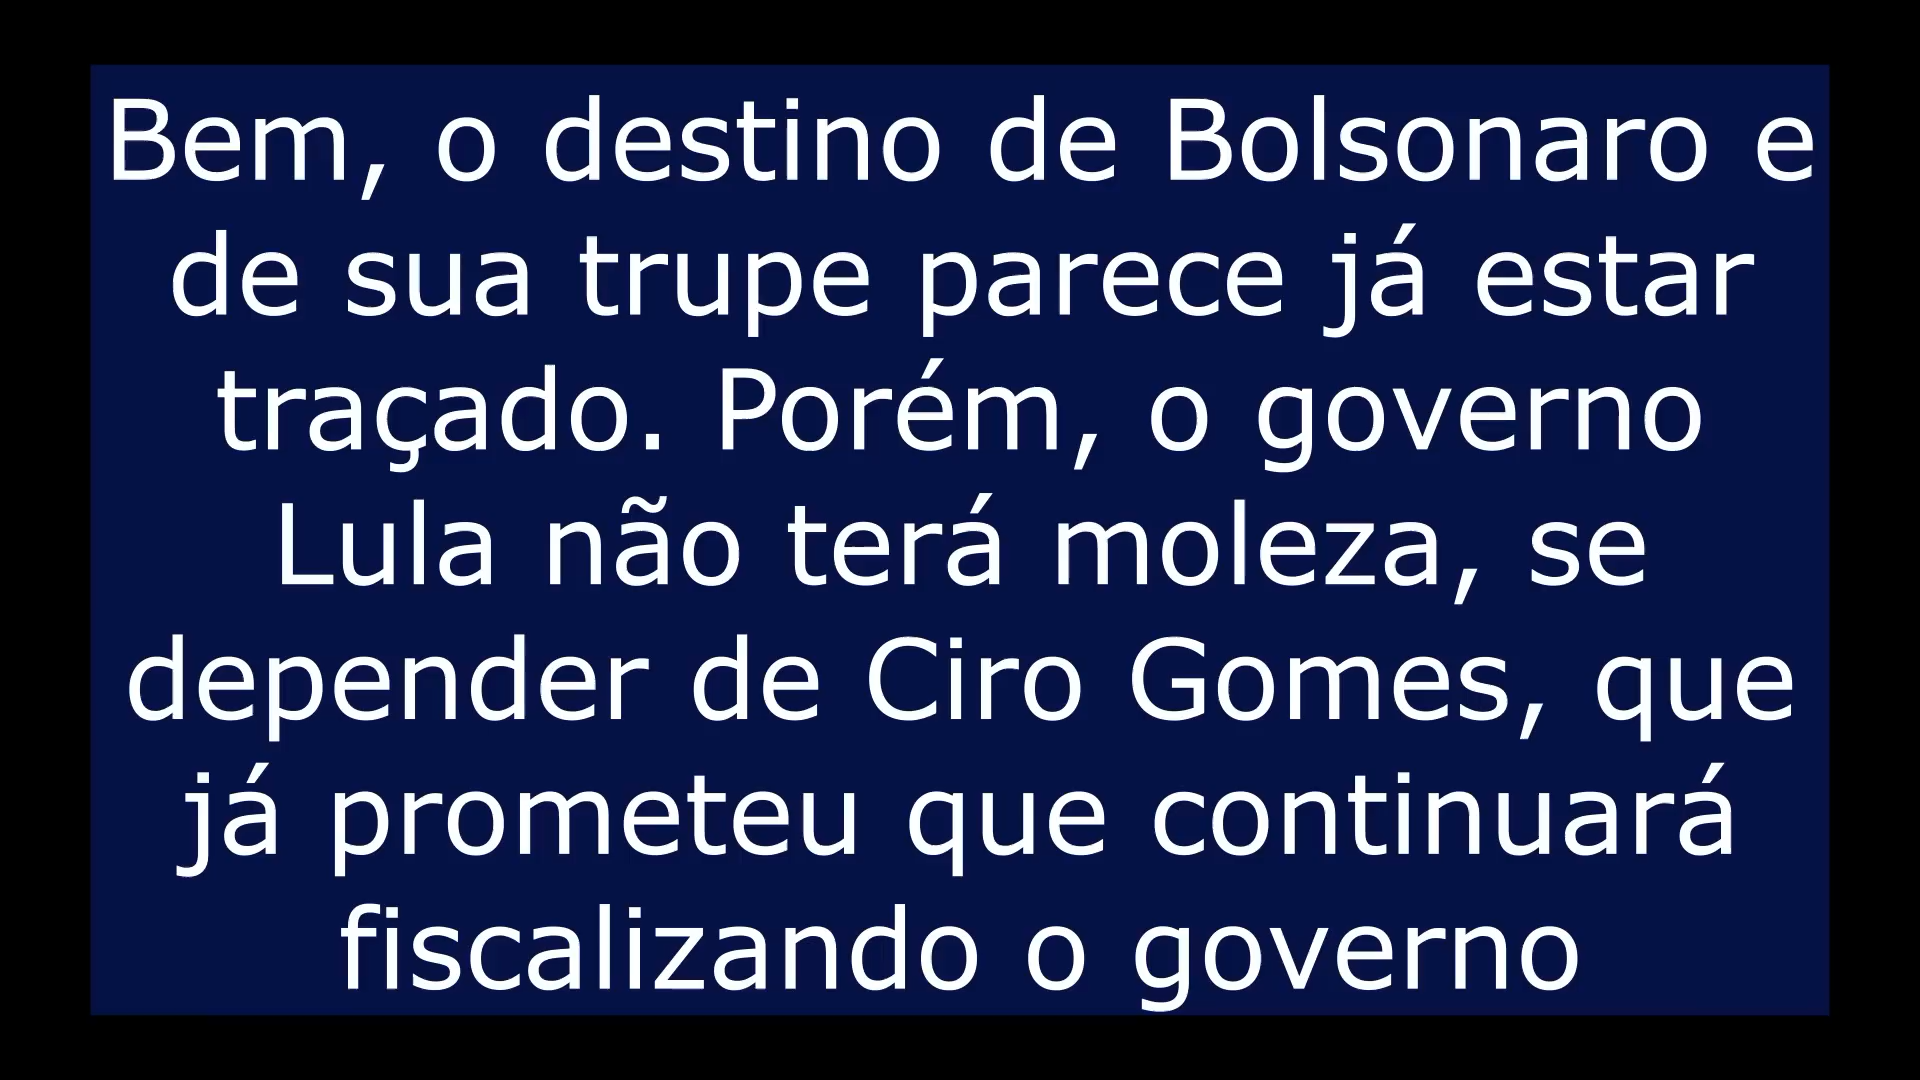 Bem, o destino de Bolsonaro e
de sua trupe parece já estar
traçado. Porém, o governo
Lula não terá moleza, se
depender de Ciro Gomes, que
já prometeu que continuará
fiscalizando o governo